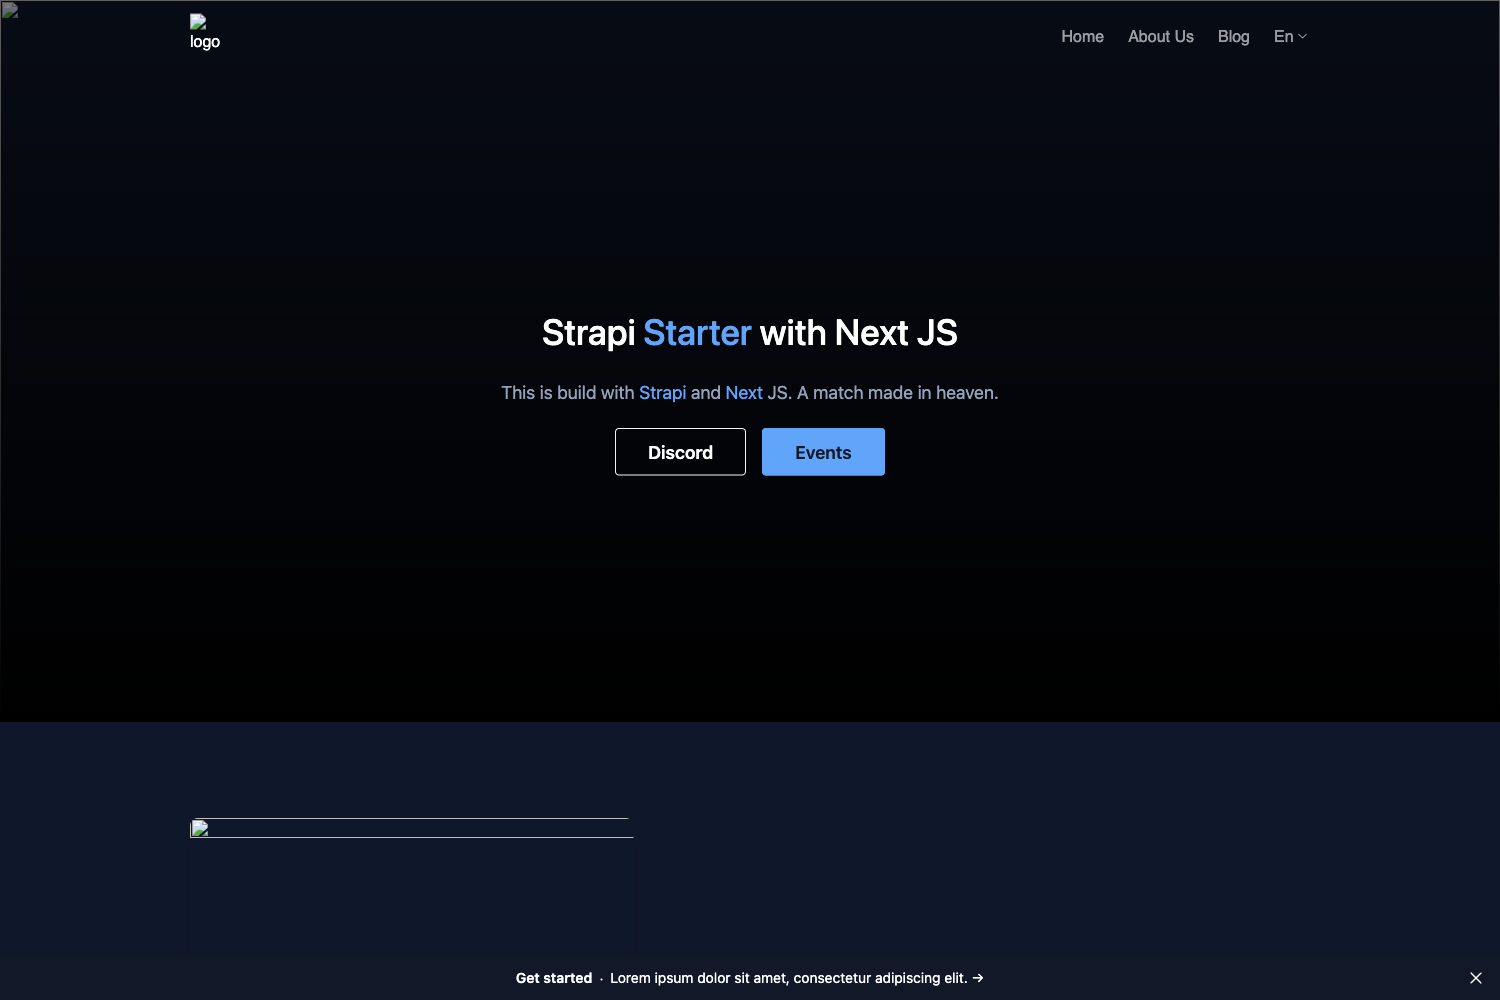 logo
Home
About Us
Blog
En
Strapi Starter with Next JS
This is build with Strapi and Next JS. A match made in heaven.
Discord
Events
Get started · Lorem ipsum dolor sit amet, consectetur adipiscing elit. →